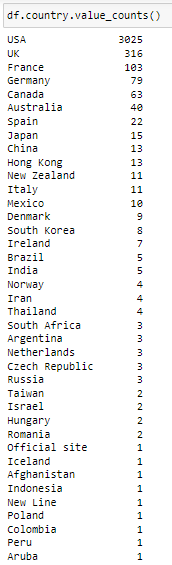 df.country.value_counts()
USA 3025
UK 316
France 103
Germany 79
Canada 63
Australia 40
Spain 22
Japan 15
China 13
Hong Kong 13
New Zealand 11
Italy 11
Mexico 10
Denmark 9
South Korea 8
Ireland 7
Brazil 5
India 5
Norway 4
Iran 4
Thailand 4
South Africa 3
Argentina 3
Netherlands 3
Czech Republic 3
Russia 3
Taiwan 2
Israel 2
Hungary 2
Romania 2
Official site 1
Iceland 1
Afghanistan 1
Indonesia 1
New Line 1
Poland 1
Colombia 1
Peru 1
Aruba 1